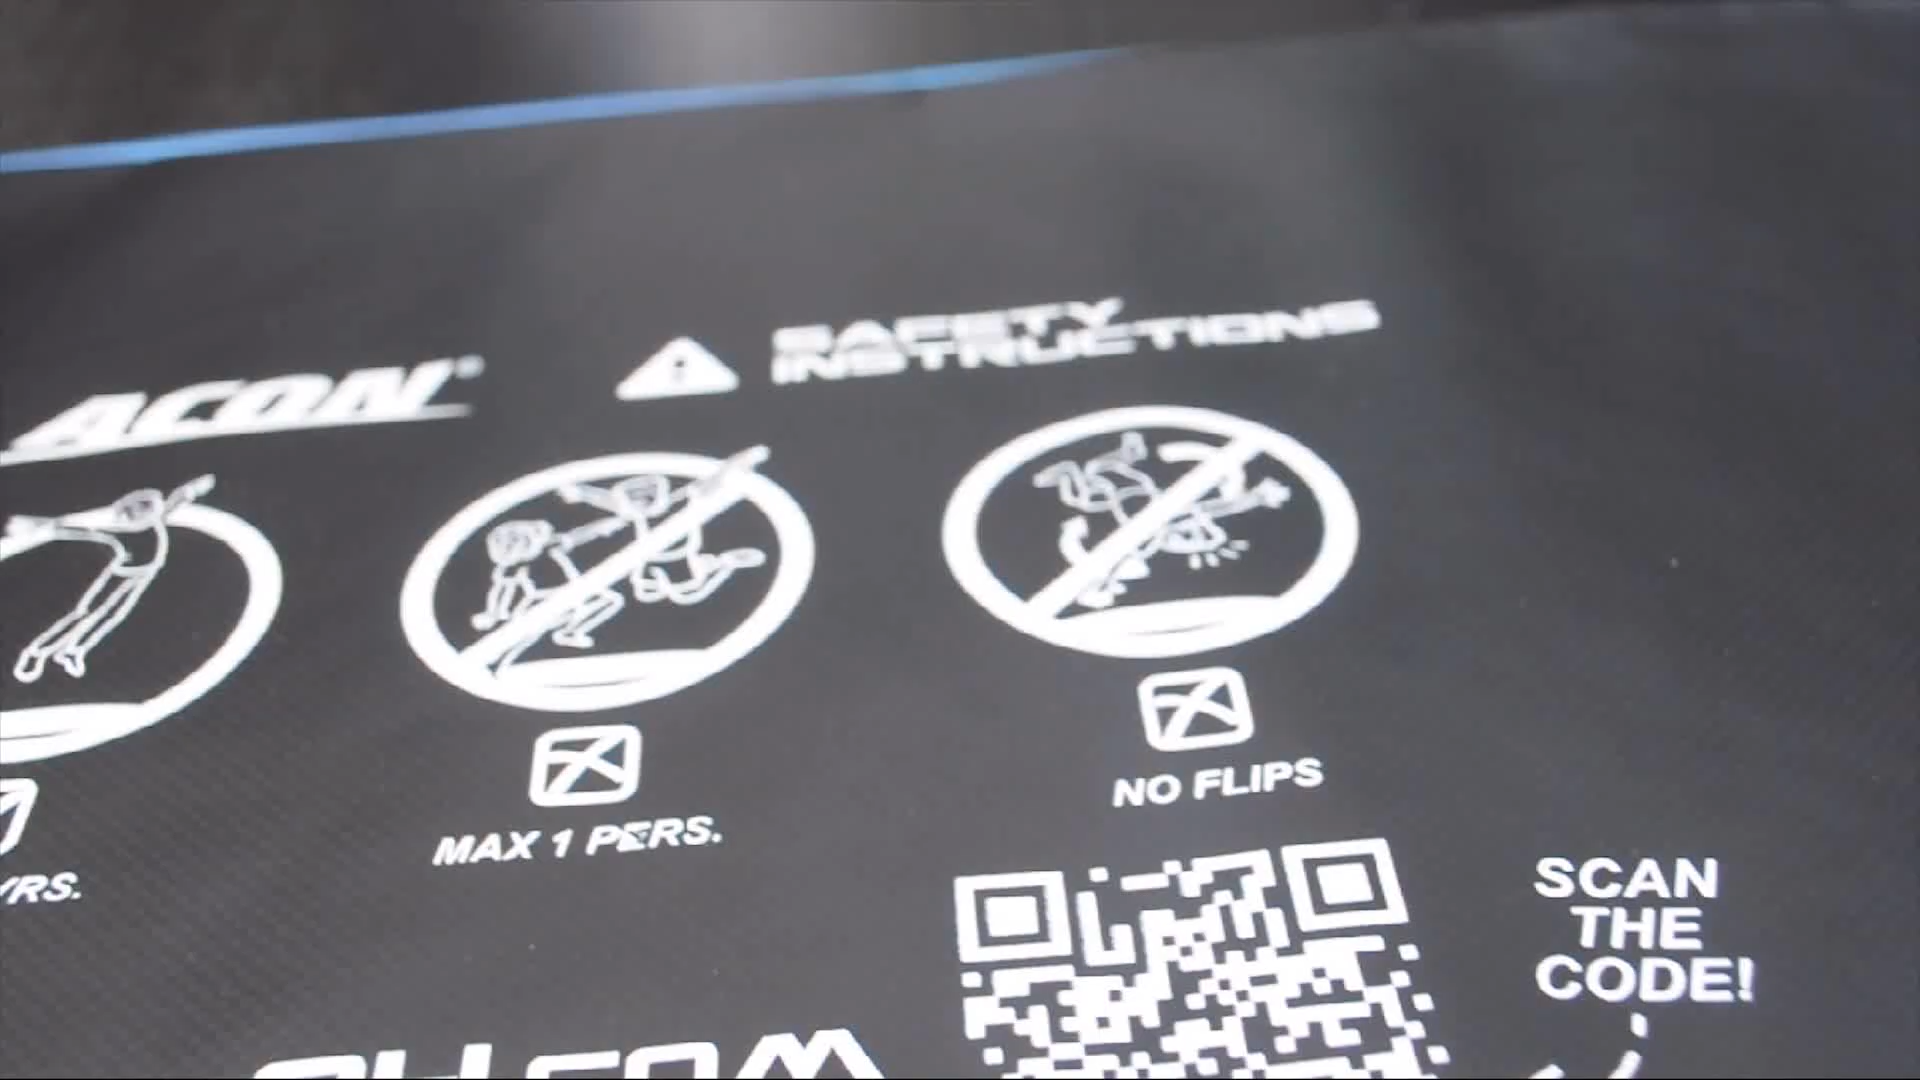 ACON
SAFETY
INSTRUCTIONS
MAX 1 PERS.
NO FLIPS
YRS.
SCAN
THE
CODE!